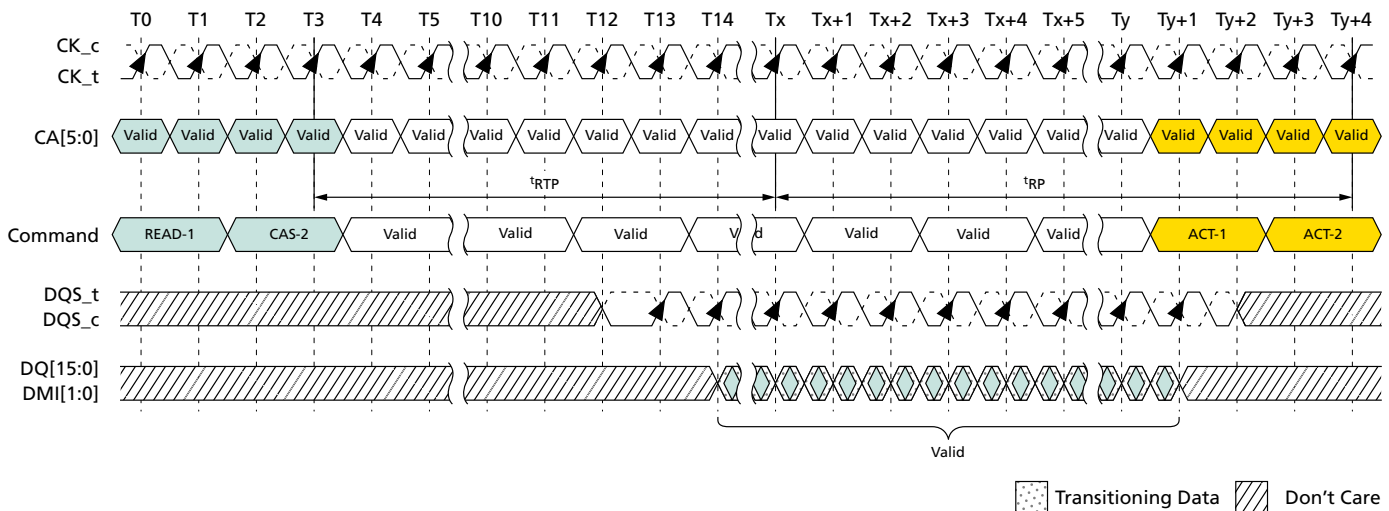 T0 T1 T2 T3 T4 T5 T10 T11 T12 T13 T14 Tx Tx+1 Tx+2 Tx+3 Tx+4 Tx+5 Ty Ty+1 Ty+2 Ty+3 Ty+4
CK_c
CK_t
CA[5:0] Valid Valid Valid Valid Valid Valid Valid Valid Valid Valid Valid Valid Valid Valid Valid Valid Valid Valid Valid Valid Valid Valid
tRTP tRP
Command READ-1 CAS-2 Valid Valid Valid V d Valid Valid Valid ACT-1 ACT-2
DQS_t
DQS_c
DQ[15:0]
DMI[1:0]
Valid
Transitioning Data Don't Care